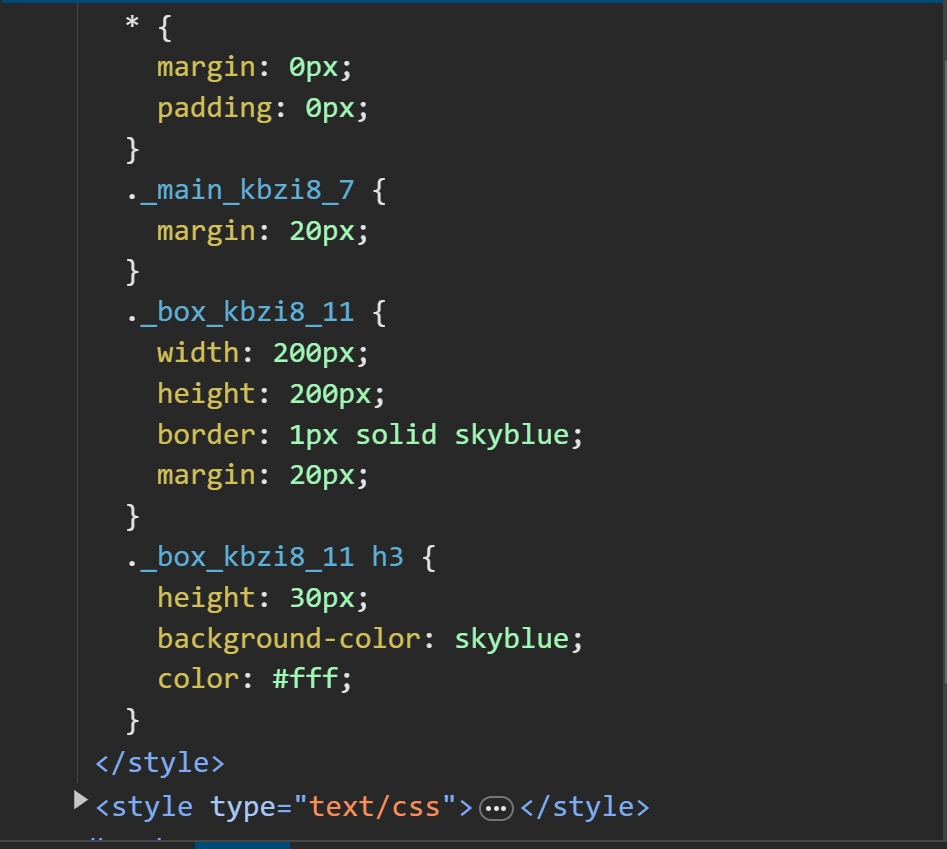 * {
margin: 0px;
padding: 0px;
}
._main_kbzi8_7 {
margin: 20px;
}
._box_kbzi8_11 {
width: 200px;
height: 200px;
border: 1px solid skyblue;
margin: 20px;
}
._box_kbzi8_11 h3 {
height: 30px;
background-color: skyblue;
color: #fff;
}
</style>
<style type="text/css">…</style>